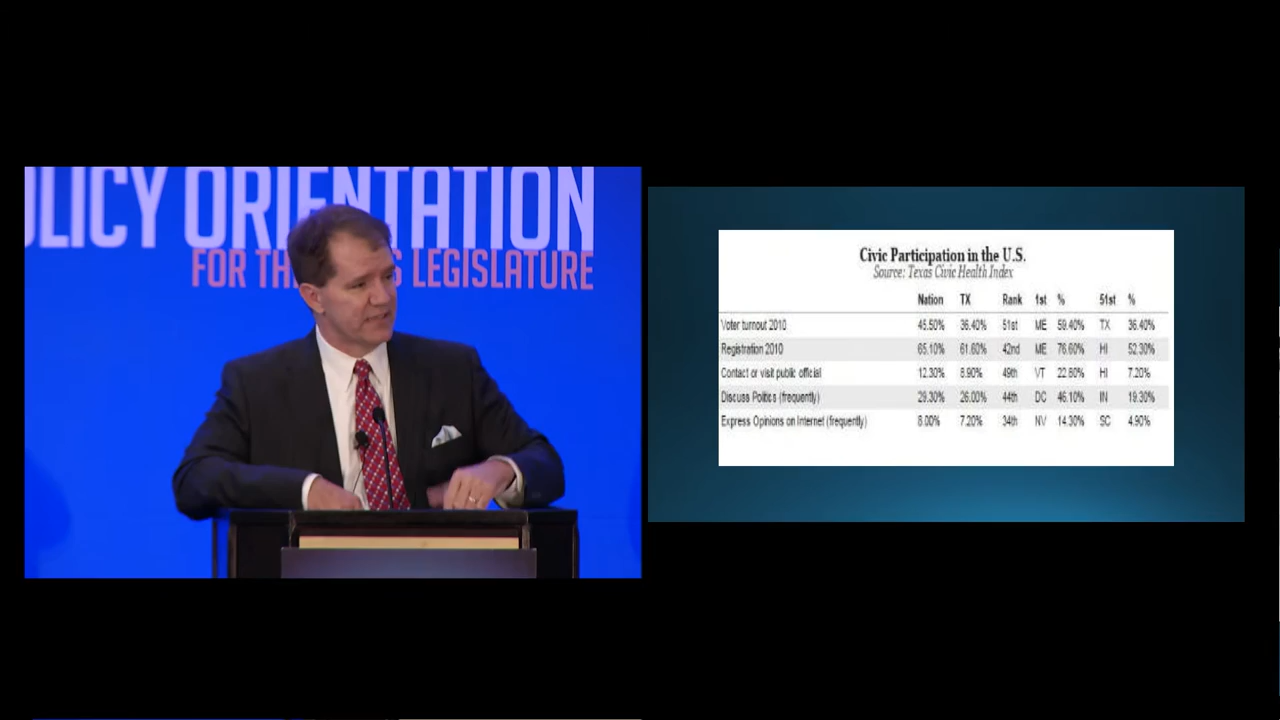 OLICY ORIENTATION
FOR TH S LEGISLATURE
Civic Participation in the U.S.
Source: Texas Civic Health Index
Nation TX Rank 1st % 51st %
Voter turnout 2010 45.50% 36.40% 51st ME 59.40% TX 36.40%
Registration 2010 65.10% 61.60% 42nd ME 76.60% HI 52.30%
Contact or visit public official 12.30% 8.90% 49th VT 22.80% HI 7.20%
Discuss Politics (frequently) 29.30% 26.00% 44th DC 46.10% IN 19.30%
Express Opinions on Internet (frequently) 8.00% 7.20% 34th NV 14.30% SC 4.90%